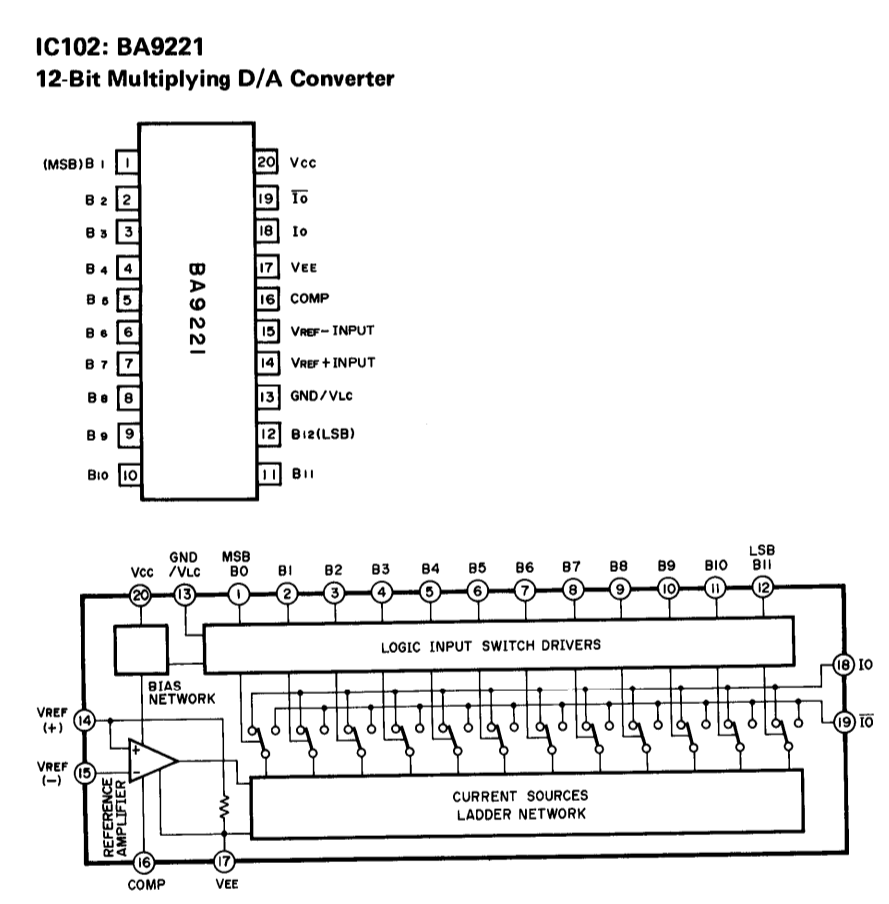 IC102: BA9221
12-Bit Multiplying D/A Converter
(MSB) B1 1 20 Vcc
B2 2 19 I̅o̅
B3 3 18 Io
B4 4 17 VEE
B5 5 16 COMP
B6 6 15 VREF-INPUT
B7 7 14 VREF+INPUT
B8 8 13 GND/VLC
B9 9 12 B12(LSB)
B10 10 11 B11
BA9221
VCC GND /VLC MSB B0 B1 B2 B3 B4 B5 B6 B7 B8 B9 B10 LSB B11
20 13 1 2 3 4 5 6 7 8 9 10 11 12
LOGIC INPUT SWITCH DRIVERS
18 IO
BIAS
NETWORK
VREF
(+) 14
19 I̅O̅
VREF
(-) 15
+
-
REFERENCE
AMPLIFIER
CURRENT SOURCES
LADDER NETWORK
16 17
COMP VEE